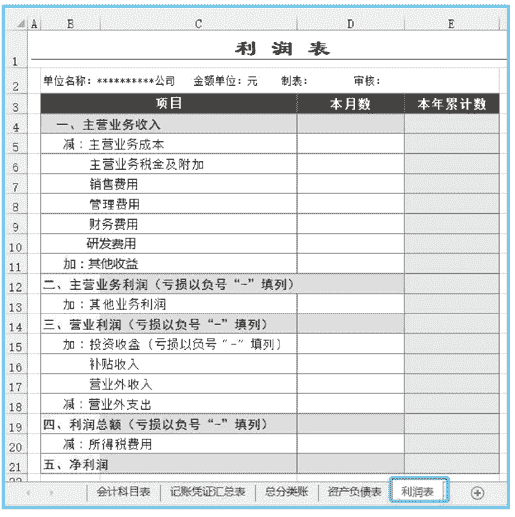 A B C D E
1 利 润 表
2 单位名称：**********公司 金额单位：元 制表： 审核：
3 项目 本月数 本年累计数
4 一、主营业务收入
5 减：主营业务成本
6 主营业务税金及附加
7 销售费用
8 管理费用
9 财务费用
10 研发费用
11 加：其他收益
12 二、主营业务利润（亏损以负号“-”填列）
13 加：其他业务利润
14 三、营业利润（亏损以负号“-”填列）
15 加：投资收益（亏损以负号“-”填列）
16 补贴收入
17 营业外收入
18 减：营业外支出
19 四、利润总额（亏损以负号“-”填列）
20 减：所得税费用
21 五、净利润
会计科目表 记账凭证汇总表 总分类账 资产负债表 利润表